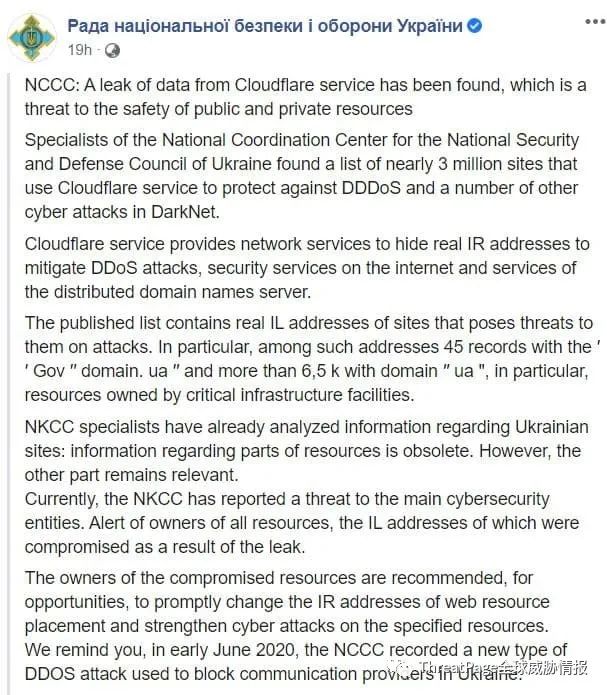 Рада національної безпеки і оборони України
19h ·
NCCC: A leak of data from Cloudflare service has been found, which is a
threat to the safety of public and private resources
Specialists of the National Coordination Center for the National Security
and Defense Council of Ukraine found a list of nearly 3 million sites that
use Cloudflare service to protect against DDDoS and a number of other
cyber attacks in DarkNet.
Cloudflare service provides network services to hide real IR addresses to
mitigate DDoS attacks, security services on the internet and services of
the distributed domain names server.
The published list contains real IL addresses of sites that poses threats to
them on attacks. In particular, among such addresses 45 records with the ′
′ Gov ″ domain. ua ″ and more than 6,5 k with domain ″ ua ", in particular,
resources owned by critical infrastructure facilities.
NKCC specialists have already analyzed information regarding Ukrainian
sites: information regarding parts of resources is obsolete. However, the
other part remains relevant.
Currently, the NKCC has reported a threat to the main cybersecurity
entities. Alert of owners of all resources, the IL addresses of which were
compromised as a result of the leak.
The owners of the compromised resources are recommended, for
opportunities, to promptly change the IR addresses of web resource
placement and strengthen cyber attacks on the specified resources.
We remind you, in early June 2020, the NCCC recorded a new type of
DDOS attack used to block communication providers in Ukraine.
ThreatPage全球威胁情报